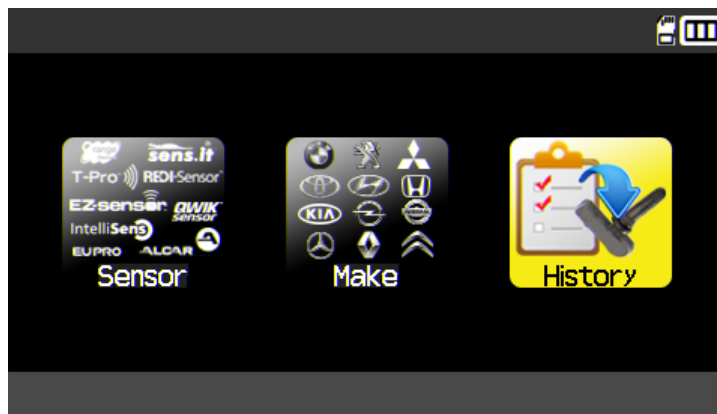 sens.it
T-Pro REDI-Sensor
EZ-sensor QWIK
sensor
IntelliSens
EUPRO ALCAR
KIA
Sensor Make History